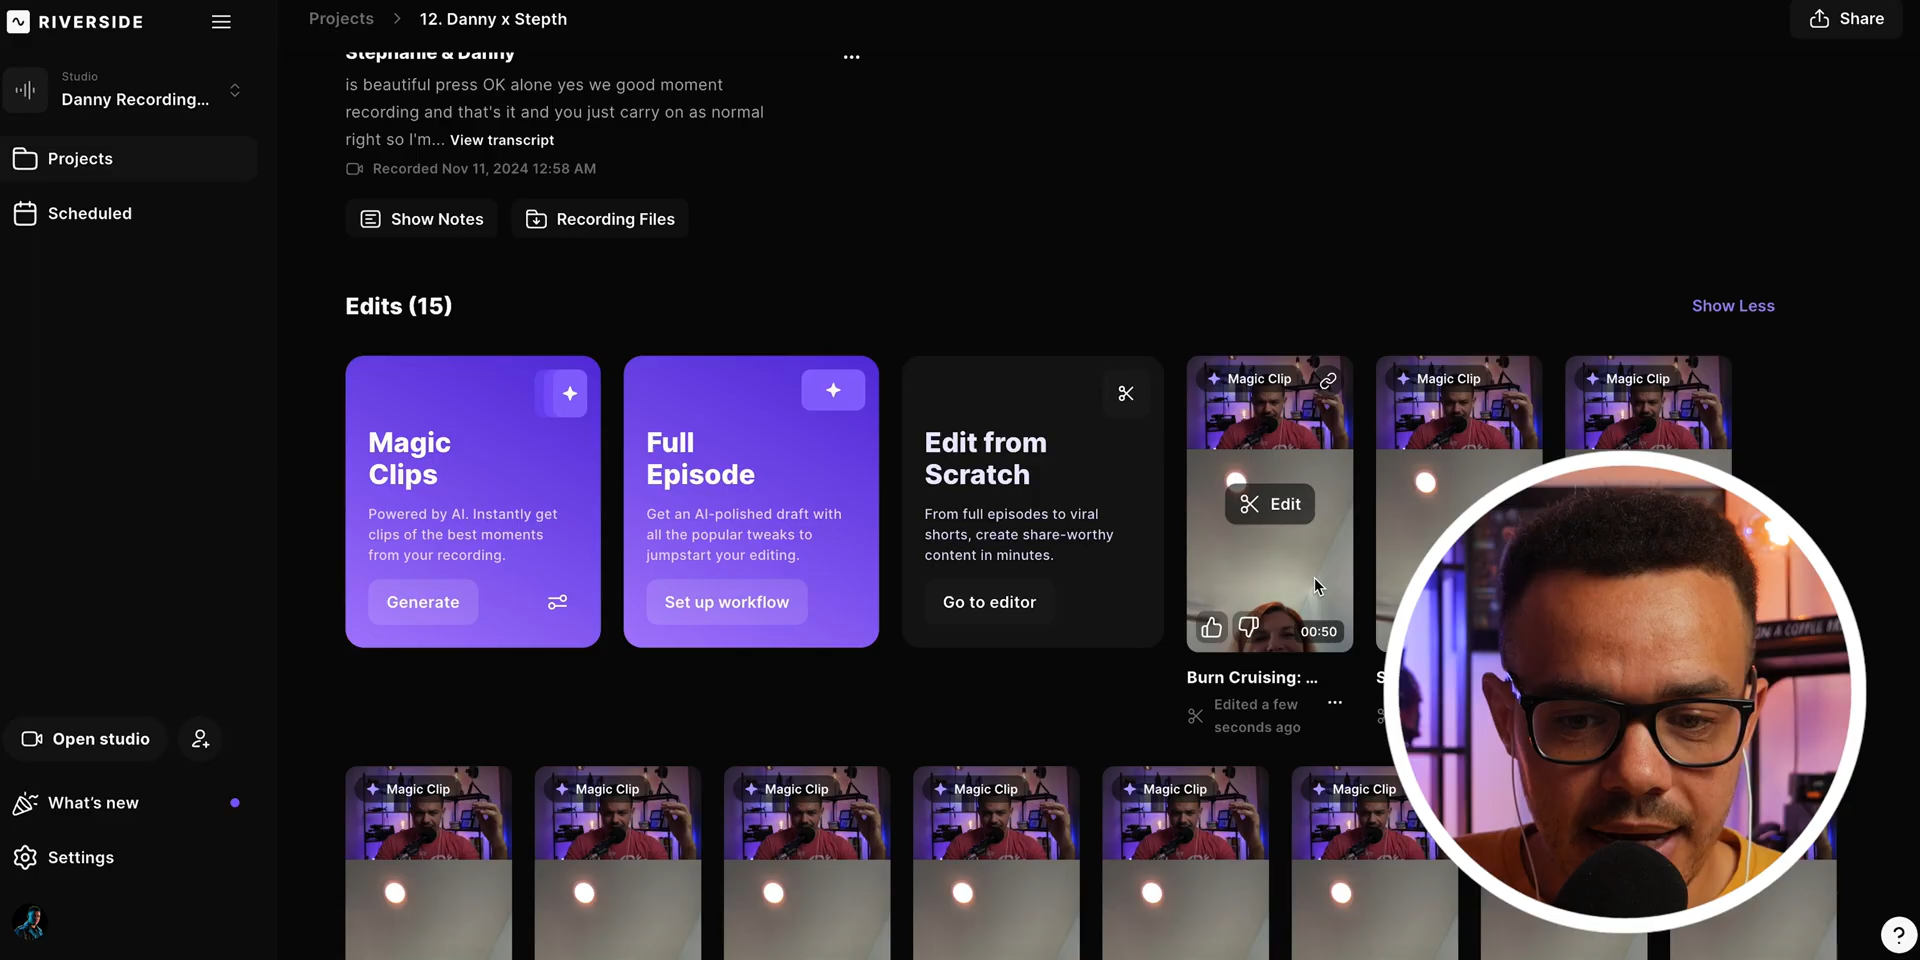 RIVERSIDE
Projects > 12. Danny x Stepth
Share
Studio
Danny Recording...
Projects
Scheduled
Stephanie & Danny
is beautiful press OK alone yes we good moment
recording and that's it and you just carry on as normal
right so I'm... View transcript
Recorded Nov 11, 2024 12:58 AM
Show Notes
Recording Files
Edits (15)
Show Less
Magic
Clips
Powered by AI. Instantly get
clips of the best moments
from your recording.
Generate
Full
Episode
Get an AI-polished draft with
all the popular tweaks to
jumpstart your editing.
Set up workflow
Edit from
Scratch
From full episodes to viral
shorts, create share-worthy
content in minutes.
Go to editor
Magic Clip
Edit
00:50
Burn Cruising: ...
Edited a few
seconds ago
Magic Clip
S
Magic Clip
Magic Clip
Magic Clip
Magic Clip
Magic Clip
Magic Clip
Magic Clip
Open studio
What's new
Settings
?